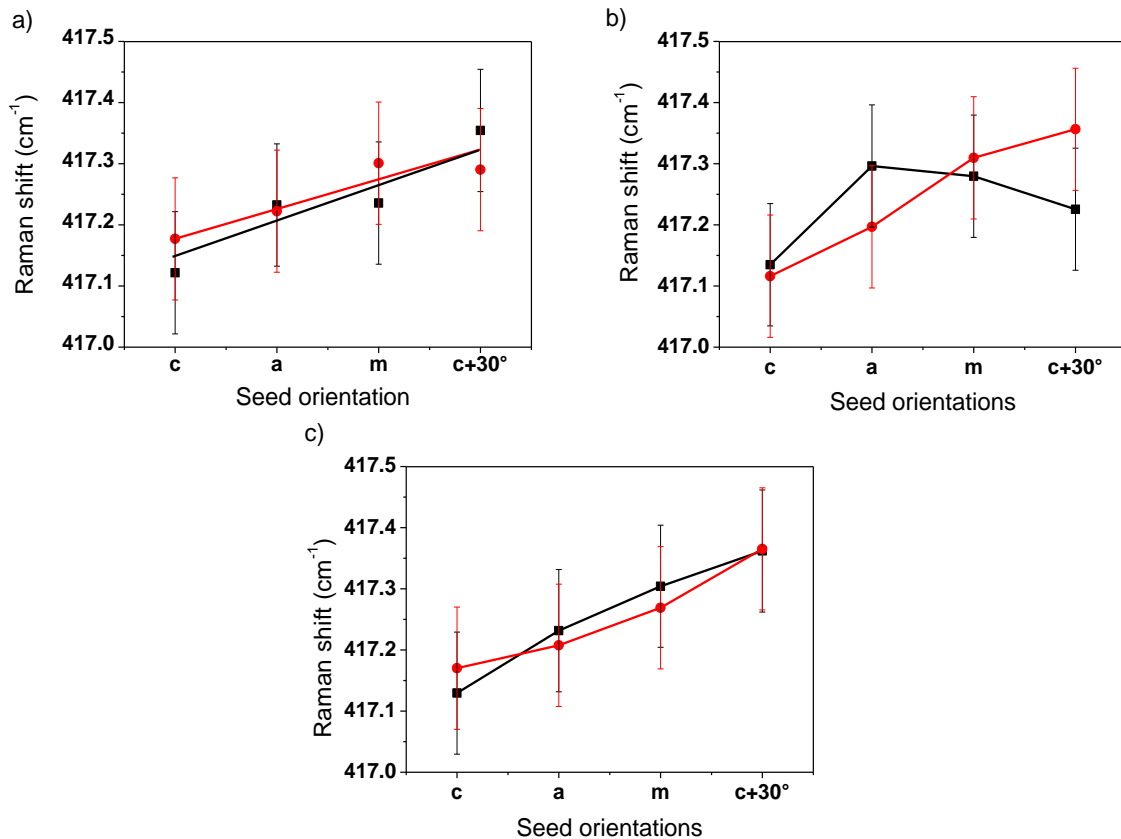 a)
417.5
417.4
417.3
417.2
417.1
417.0
Raman shift (cm⁻¹)
c a m c+30°
Seed orientation
b)
417.5
417.4
417.3
417.2
417.1
417.0
Raman shift (cm⁻¹)
c a m c+30°
Seed orientations
c)
417.5
417.4
417.3
417.2
417.1
417.0
Raman shift (cm⁻¹)
c a m c+30°
Seed orientations